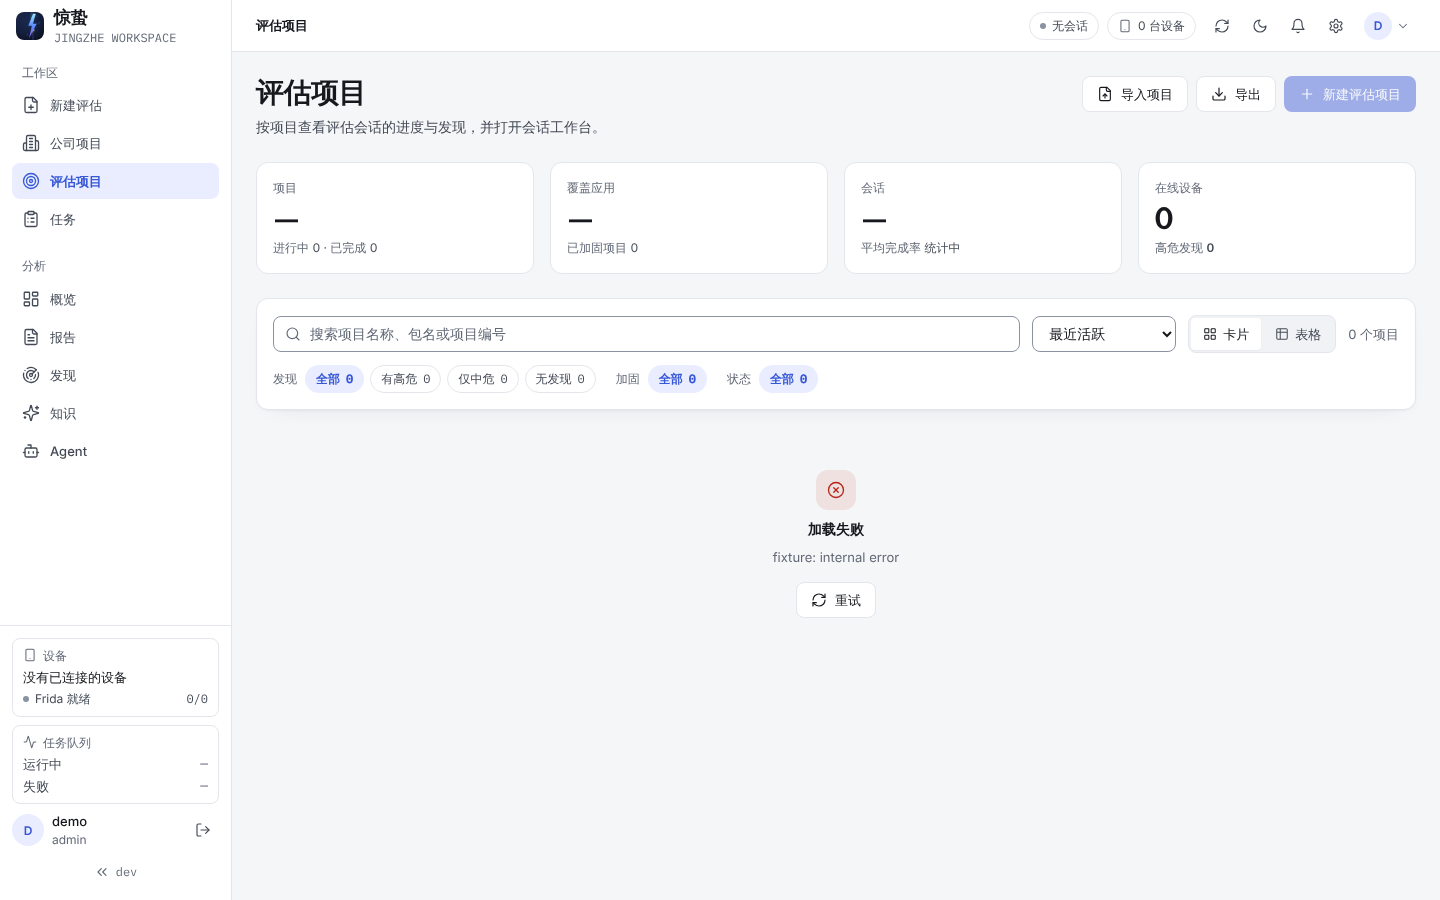 惊蛰
JINGZHE WORKSPACE
工作区
新建评估
公司项目
评估项目
任务
分析
概览
报告
发现
知识
Agent
设备
没有已连接的设备
Frida 就绪 0/0
任务队列
运行中 —
失败 —
D demo
admin
dev
评估项目
无会话
0 台设备
D
评估项目
按项目查看评估会话的进度与发现，并打开会话工作台。
导入项目
导出
新建评估项目
项目
—
进行中 0 · 已完成 0
覆盖应用
—
已加固项目 0
会话
—
平均完成率 统计中
在线设备
0
高危发现 0
搜索项目名称、包名或项目编号
最近活跃
卡片
表格
0 个项目
发现 全部 0 有高危 0 仅中危 0 无发现 0 加固 全部 0 状态 全部 0
加载失败
fixture: internal error
重试